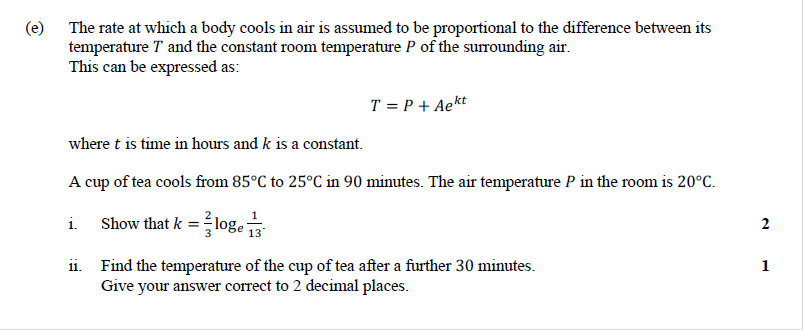 (e) The rate at which a body cools in air is assumed to be proportional to the difference between its
temperature T and the constant room temperature P of the surrounding air.
This can be expressed as:
T = P + Ae^{kt}
where t is time in hours and k is a constant.
A cup of tea cools from 85°C to 25°C in 90 minutes. The air temperature P in the room is 20°C.
i. Show that k = \frac{2}{3} log_e \frac{1}{13}. 2
ii. Find the temperature of the cup of tea after a further 30 minutes. 1
Give your answer correct to 2 decimal places.